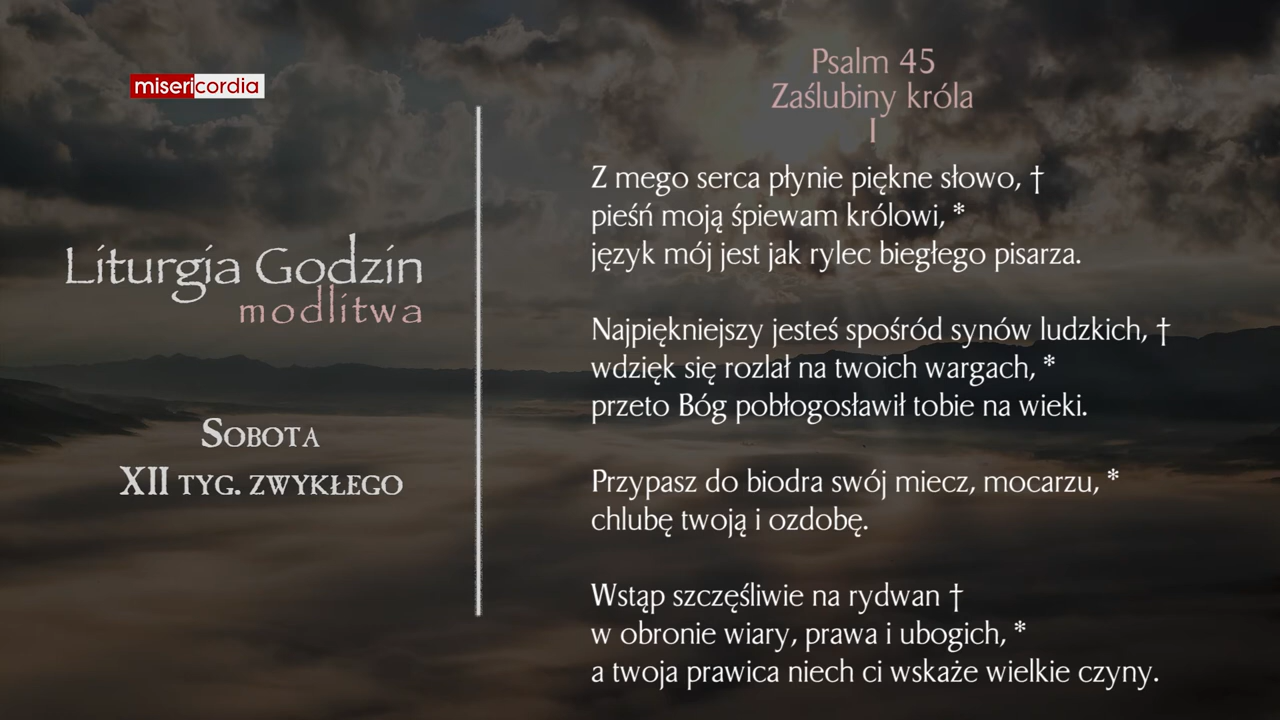 misericordia
Liturgia Godzin
modlitwa
Sobota
XII tyg. zwykłego
Psalm 45
Zaślubiny króla
I
Z mego serca płynie piękne słowo, †
pieśń moją śpiewam królowi, *
język mój jest jak rylec biegłego pisarza.
Najpiękniejszy jesteś spośród synów ludzkich, †
wdzięk się rozlał na twoich wargach, *
przeto Bóg pobłogosławił tobie na wieki.
Przypasz do biodra swój miecz, mocarzu, *
chlubę twoją i ozdobę.
Wstąp szczęśliwie na rydwan †
w obronie wiary, prawa i ubogich, *
a twoja prawica niech ci wskaże wielkie czyny.